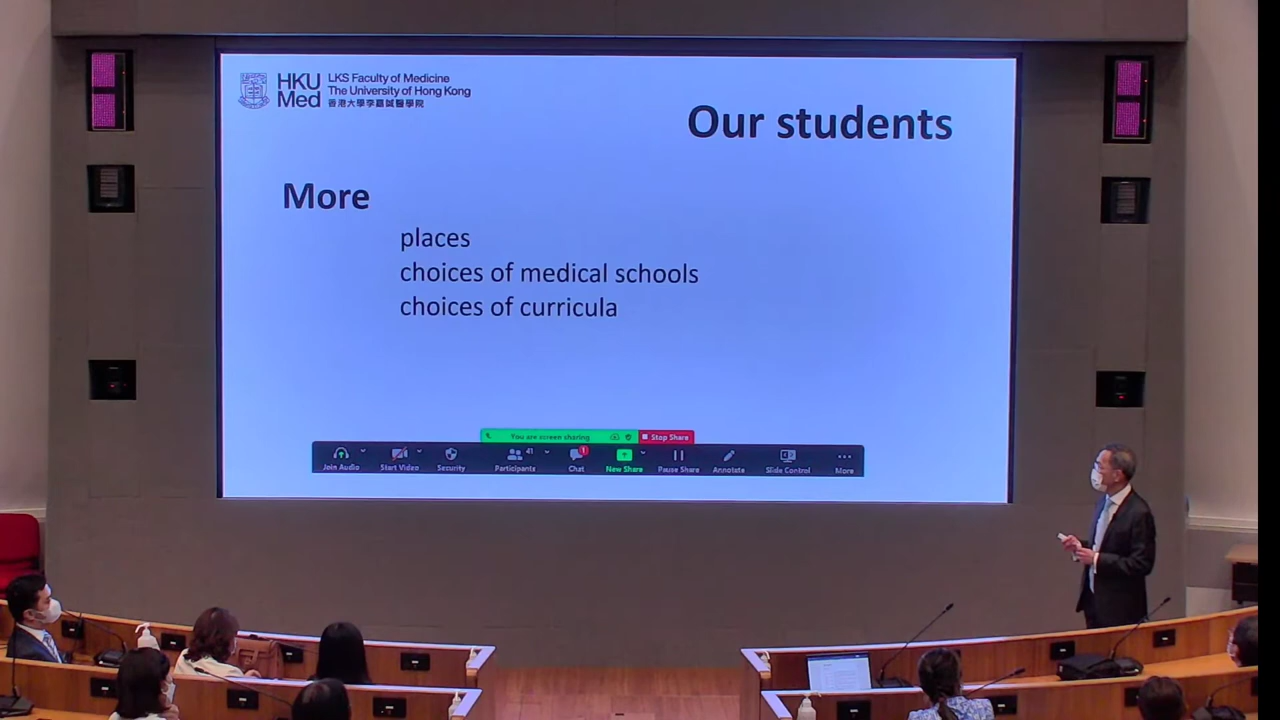 HKU Med
LKS Faculty of Medicine
The University of Hong Kong
香港大學李嘉誠醫學院
Our students
More
places
choices of medical schools
choices of curricula
You are screen sharing
Stop Share
Join Audio
Start Video
Security
41
Participants
1
Chat
New Share
Pause Share
Annotate
Slide Control
More